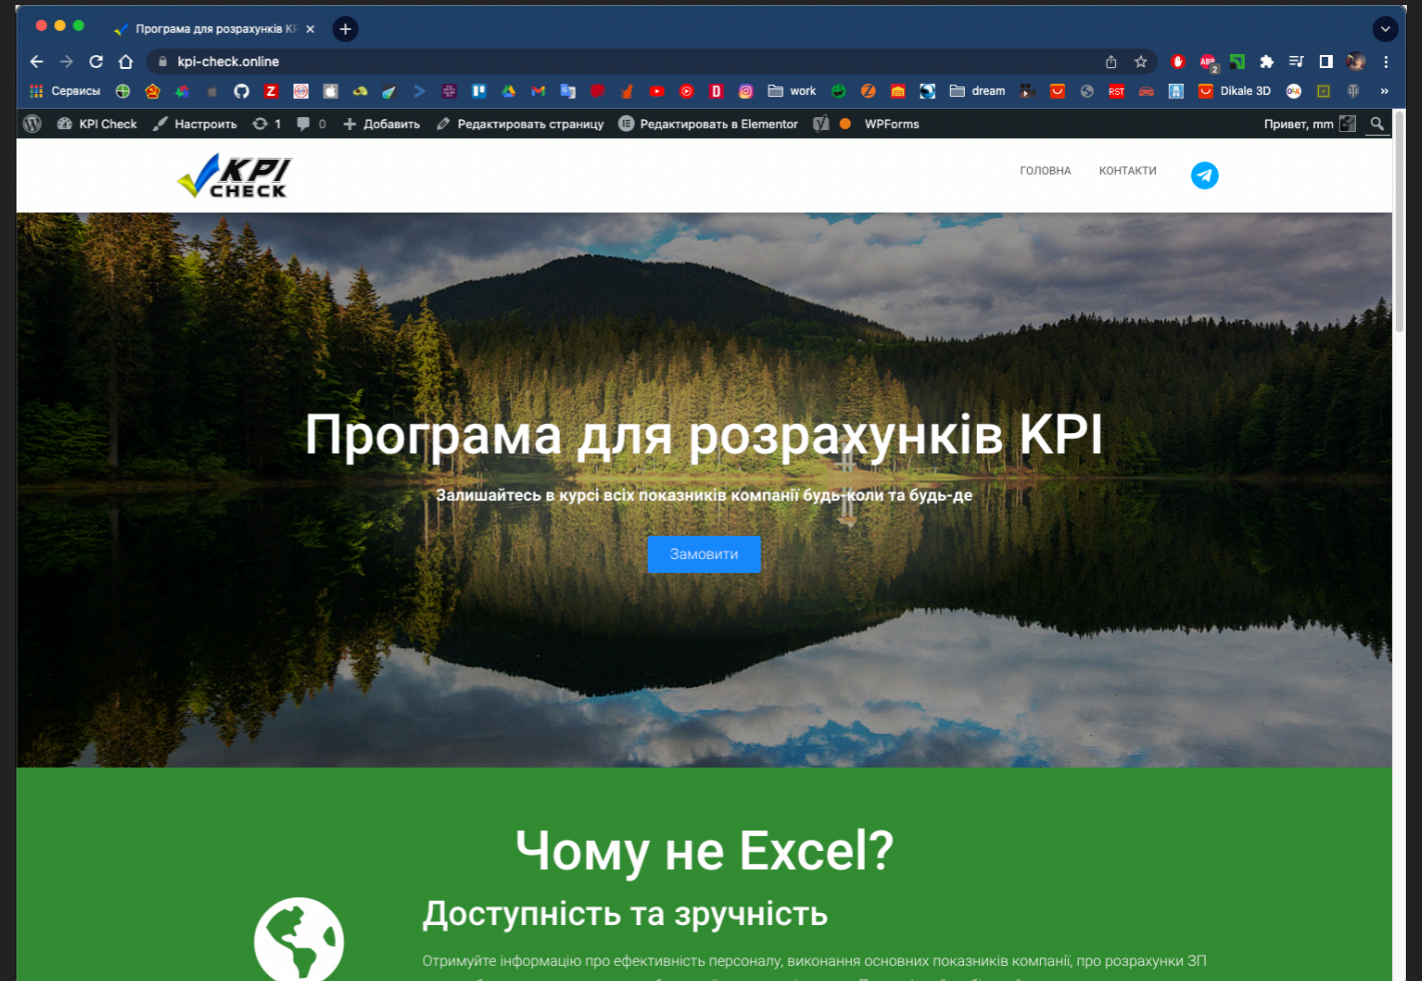 Програма для розрахунків КР
kpi-check.online
Сервисы
work
dream
RST
Dikale 3D
KPI Check
Настроить
1
0
Добавить
Редактировать страницу
Редактировать в Elementor
WPForms
Привет, mm
KPI
CHECK
ГОЛОВНА
КОНТАКТИ
Програма для розрахунків KPI
Залишайтесь в курсі всіх показників компанії будь-коли та будь-де
Замовити
Чому не Excel?
Доступність та зручність
Отримуйте інформацію про ефективність персоналу, виконання основних показників компанії, про розрахунки ЗП